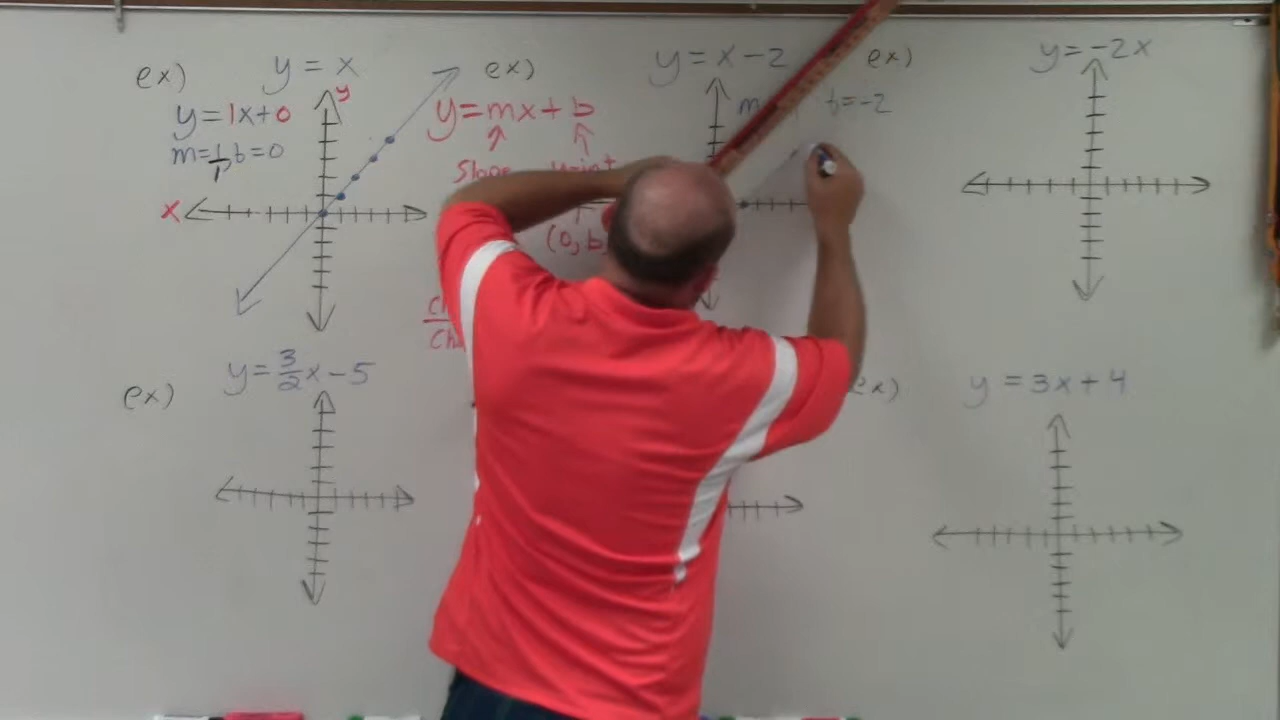 ex)
y = x
y
y=1x+0
m=1/1 b=0
x
ex)
y=mx+b
Slope
(0,b
y=x-2
b=-2
ex)
y=-2x
ex)
y=3/2x-5
ex)
y=3x+4